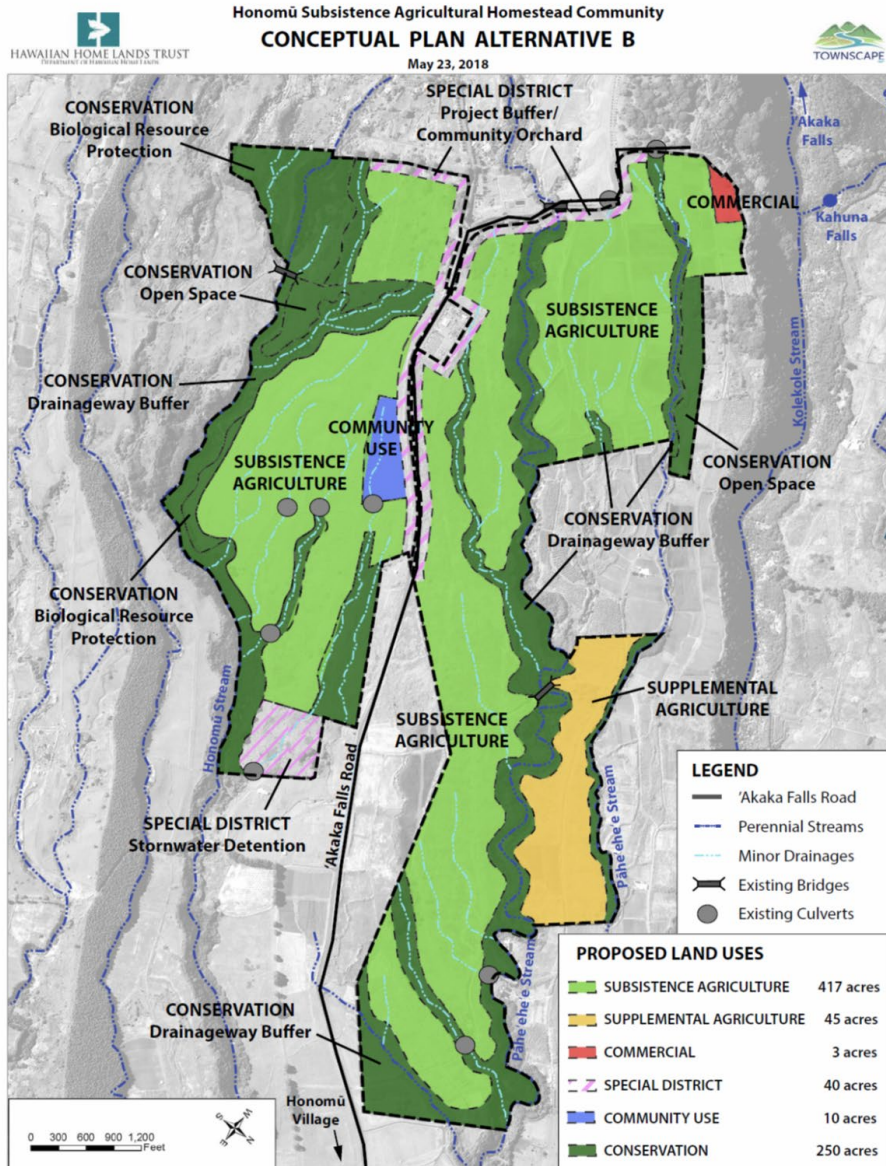 Honomū Subsistence Agricultural Homestead Community
CONCEPTUAL PLAN ALTERNATIVE B
May 23, 2018
HAWAIIAN HOME LANDS TRUST
DEPARTMENT OF HAWAIIAN HOME LANDS
TOWNSCAPE
CONSERVATION
Biological Resource
Protection
SPECIAL DISTRICT
Project Buffer/
Community Orchard
'Akaka
Falls
COMMERCIAL
Kahuna
Falls
CONSERVATION
Open Space
SUBSISTENCE
AGRICULTURE
Kolekole Stream
CONSERVATION
Drainageway Buffer
COMMUNITY
USE
SUBSISTENCE
AGRICULTURE
CONSERVATION
Open Space
CONSERVATION
Drainageway Buffer
CONSERVATION
Biological Resource
Protection
Honomū Stream
SUPPLEMENTAL
AGRICULTURE
SUBSISTENCE
AGRICULTURE
'Akaka Falls Road
SPECIAL DISTRICT
Stornwater Detention
Pāhe'ehe'e Stream
LEGEND
'Akaka Falls Road
Perennial Streams
Minor Drainages
Existing Bridges
Existing Culverts
Pāhe'ehe'e Stream
CONSERVATION
Drainageway Buffer
Honomū
Village
PROPOSED LAND USES
SUBSISTENCE AGRICULTURE 417 acres
SUPPLEMENTAL AGRICULTURE 45 acres
COMMERCIAL 3 acres
SPECIAL DISTRICT 40 acres
COMMUNITY USE 10 acres
CONSERVATION 250 acres
W
S
N
E
0 300 600 900 1,200
Feet